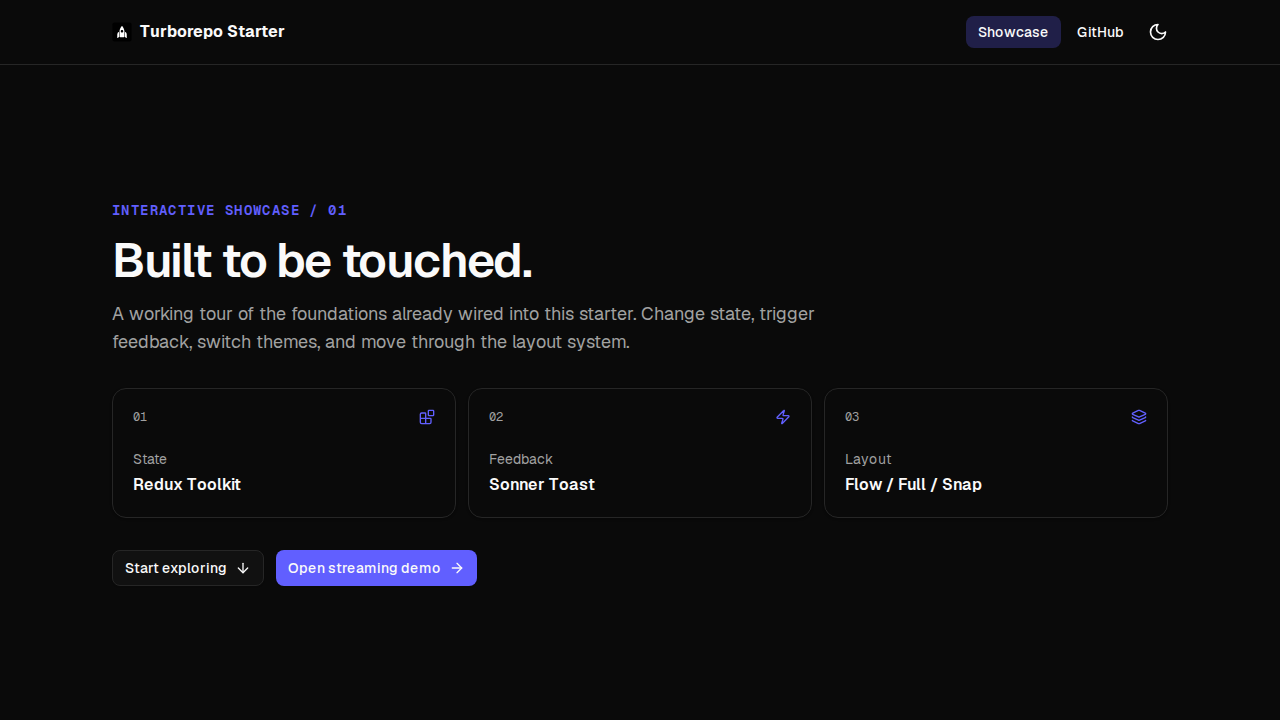 Turborepo Starter
Showcase
GitHub
INTERACTIVE SHOWCASE / 01
Built to be touched.
A working tour of the foundations already wired into this starter. Change state, trigger
feedback, switch themes, and move through the layout system.
01
State
Redux Toolkit
02
Feedback
Sonner Toast
03
Layout
Flow / Full / Snap
Start exploring
Open streaming demo